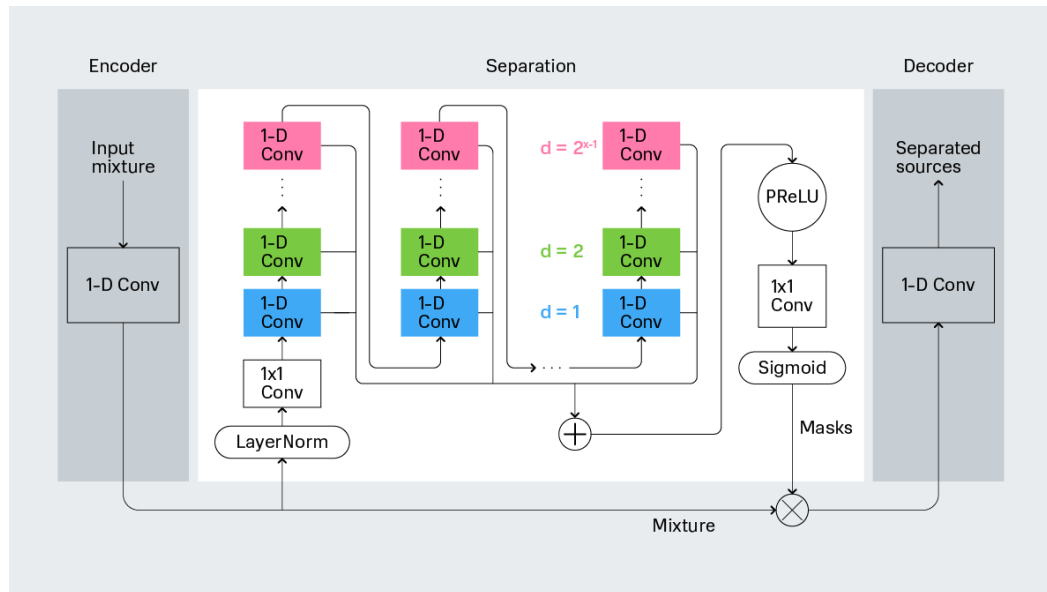 Encoder
Separation
Decoder
Input
mixture
1-D Conv
1-D
Conv
1-D
Conv
1-D
Conv
1x1
Conv
LayerNorm
1-D
Conv
1-D
Conv
1-D
Conv
d = 2^x-1
d = 2
d = 1
1-D
Conv
1-D
Conv
1-D
Conv
PReLU
1x1
Conv
Sigmoid
Masks
Mixture
Separated
sources
1-D Conv